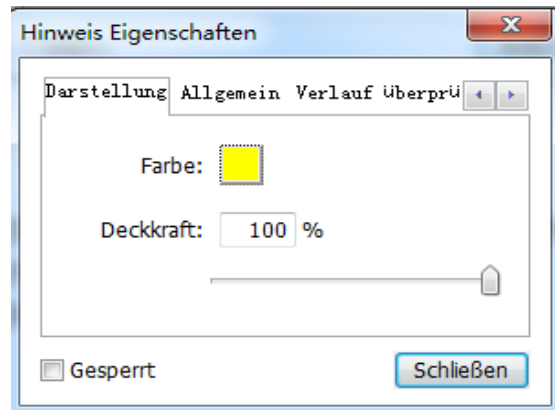 Hinweis Eigenschaften
Darstellung Allgemein Verlauf überprü
Farbe:
Deckkraft: 100 %
Gesperrt Schließen